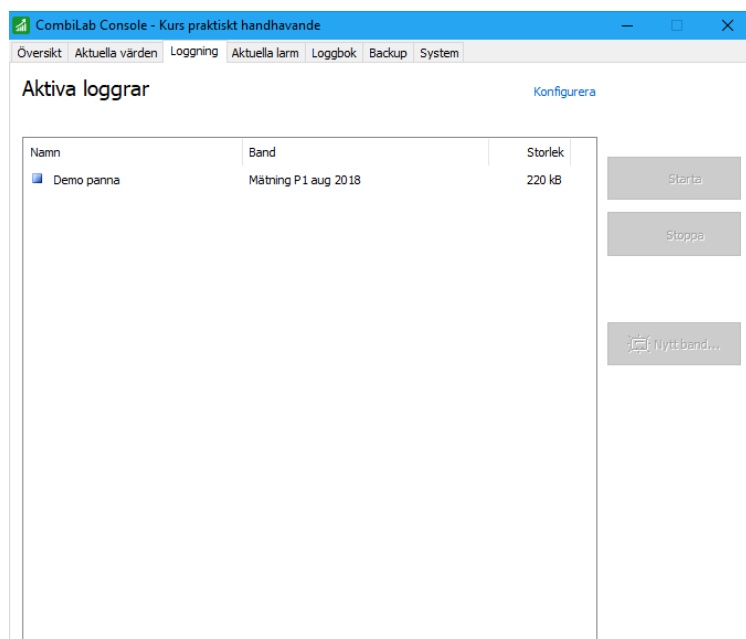 CombiLab Console - Kurs praktiskt handhavande
Översikt Aktuella värden Loggning Aktuella larm Loggbok Backup System
Aktiva loggrar
Konfigurera
Namn Band Storlek
Demo panna Mätning P1 aug 2018 220 kB
Starta
Stoppa
Nytt band...